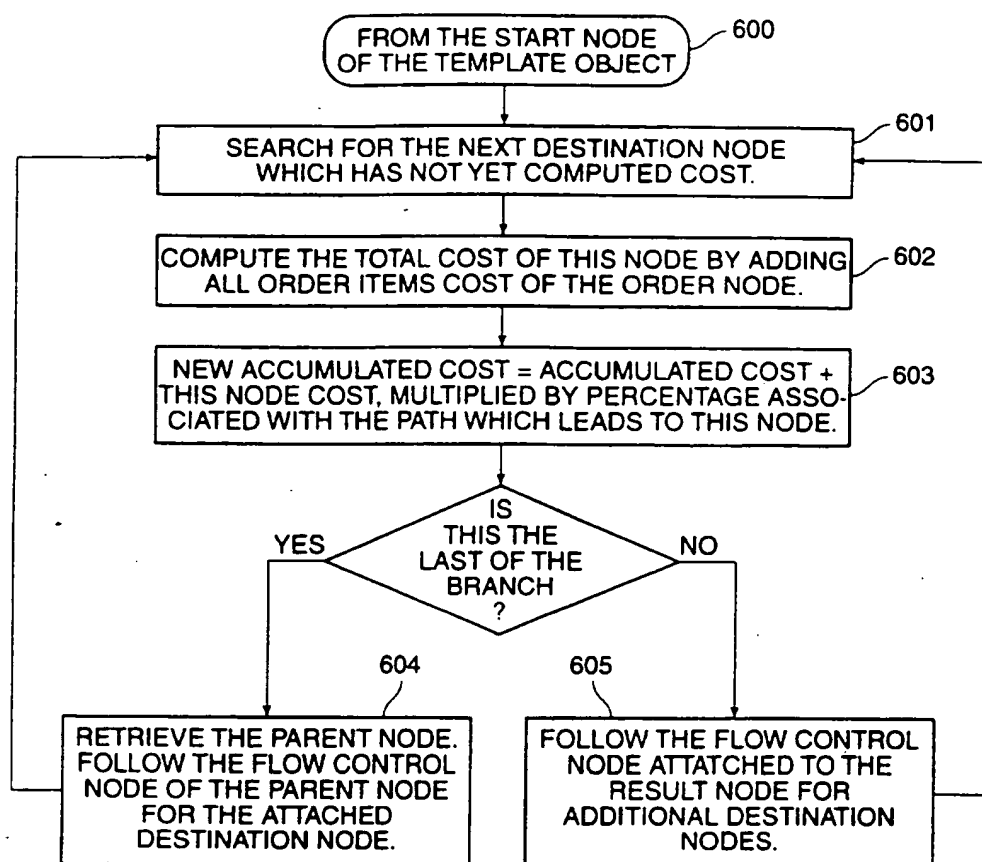 FROM THE START NODE
OF THE TEMPLATE OBJECT
600
601
SEARCH FOR THE NEXT DESTINATION NODE
WHICH HAS NOT YET COMPUTED COST.
COMPUTE THE TOTAL COST OF THIS NODE BY ADDING
ALL ORDER ITEMS COST OF THE ORDER NODE.
602
NEW ACCUMULATED COST = ACCUMULATED COST +
THIS NODE COST, MULTIPLIED BY PERCENTAGE ASSO-
CIATED WITH THE PATH WHICH LEADS TO THIS NODE.
603
IS
THIS THE
LAST OF THE
BRANCH
?
YES
NO
604
RETRIEVE THE PARENT NODE.
FOLLOW THE FLOW CONTROL
NODE OF THE PARENT NODE
FOR THE ATTACHED
DESTINATION NODE.
605
FOLLOW THE FLOW CONTROL
NODE ATTATCHED TO THE
RESULT NODE FOR
ADDITIONAL DESTINATION
NODES.